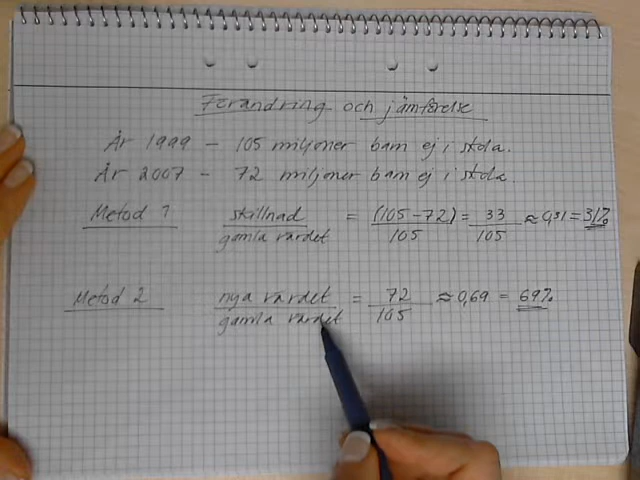 Förändring och jämförelse
År 1999 - 105 miljoner barn ej i skola.
År 2007 - 72 miljoner barn ej i skola.
Metod 1 skillnad / gamla värdet = (105-72) / 105 = 33 / 105 ≈ 0,31 = 31%
Metod 2 nya värdet / gamla värdet = 72 / 105 ≈ 0,69 = 69%